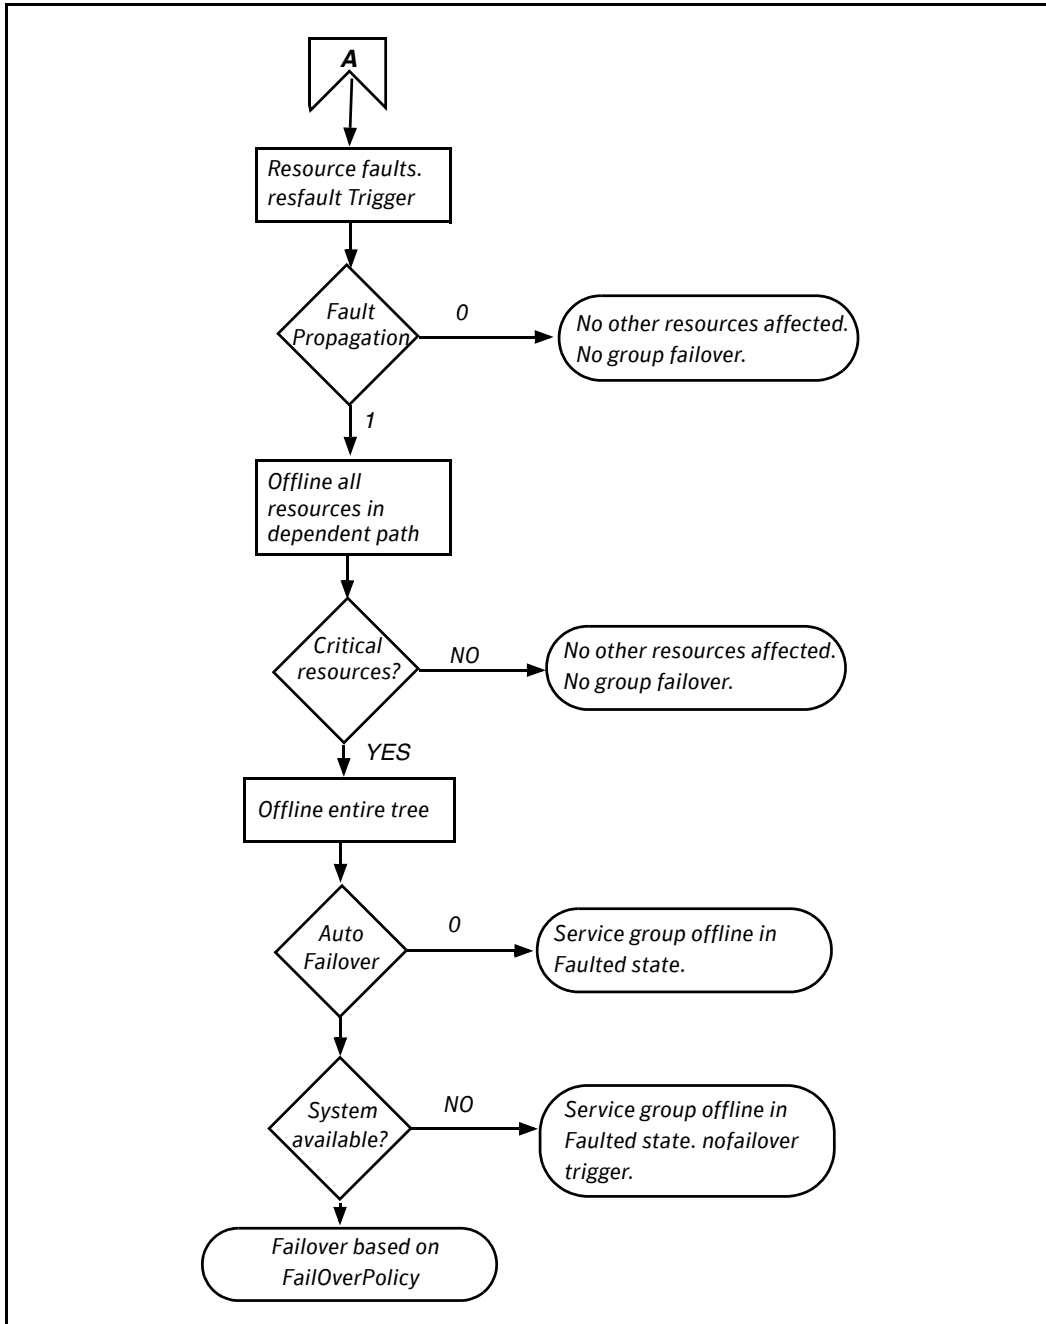 A
Resource faults.
resfault Trigger
Fault
Propagation
0
No other resources affected.
No group failover.
1
Offline all
resources in
dependent path
Critical
resources?
NO
No other resources affected.
No group failover.
YES
Offline entire tree
Auto
Failover
0
Service group offline in
Faulted state.
System
available?
NO
Service group offline in
Faulted state. nofailover
trigger.
Failover based on
FailOverPolicy